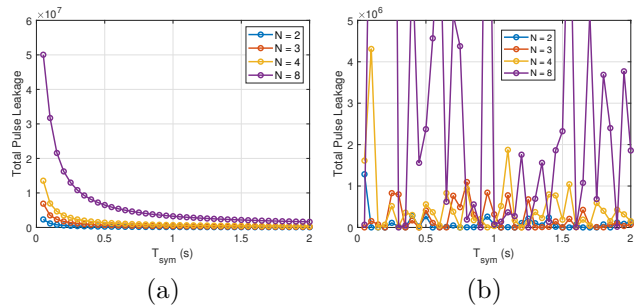 ×10^7
6
5
4
3
2
1
0
Total Pulse Leakage
0 0.5 1 1.5 2
T_sym (s)
N = 2
N = 3
N = 4
N = 8
(a)
×10^6
5
4
3
2
1
0
Total Pulse Leakage
0 0.5 1 1.5 2
T_sym (s)
N = 2
N = 3
N = 4
N = 8
(b)